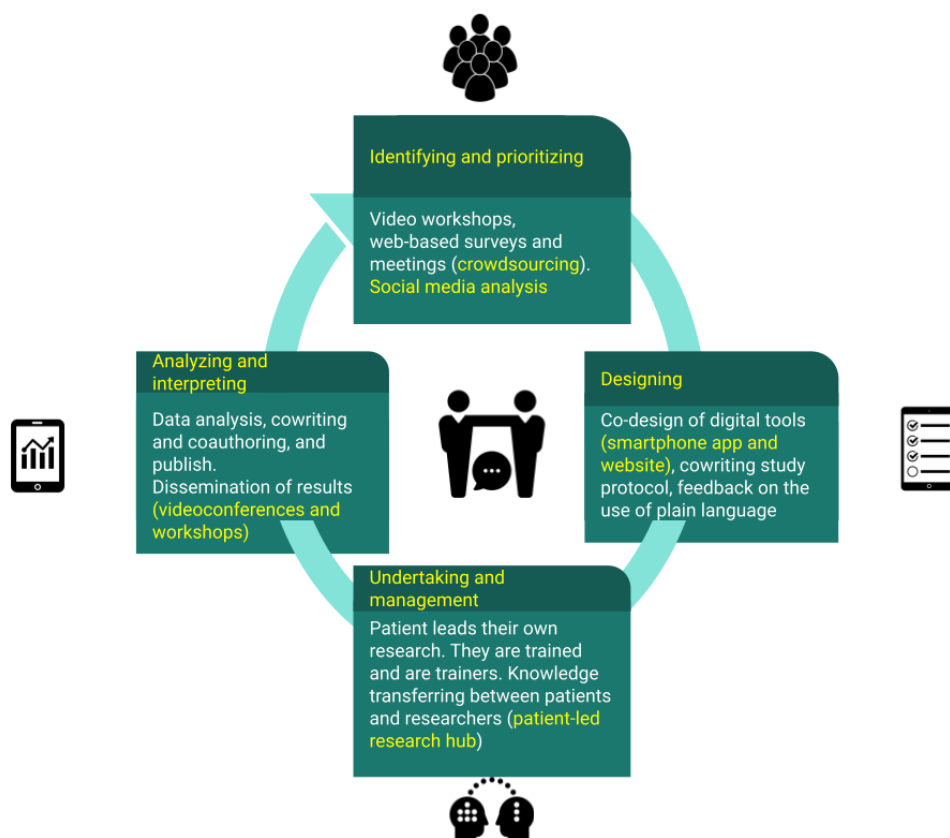 Identifying and prioritizing
Video workshops,
web-based surveys and
meetings (crowdsourcing).
Social media analysis
Designing
Co-design of digital tools
(smartphone app and
website), cowriting study
protocol, feedback on the
use of plain language
Undertaking and
management
Patient leads their own
research. They are trained
and are trainers. Knowledge
transferring between patients
and researchers (patient-led
research hub)
Analyzing and
interpreting
Data analysis, cowriting
and coauthoring, and
publish.
Dissemination of results
(videoconferences and
workshops)